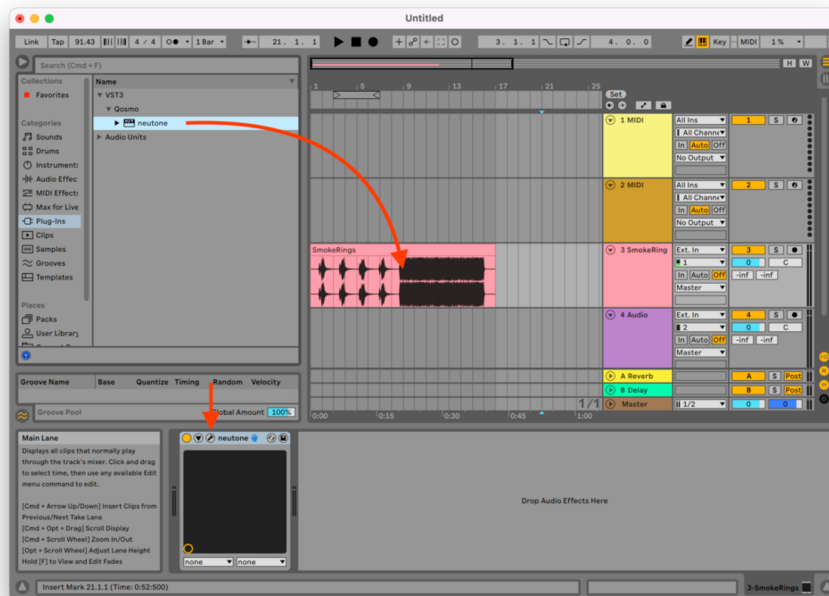 Untitled
Link Tap 91.43 4 / 4 1 Bar 21. 1. 1 3. 1. 1 4. 0. 0 Key MIDI 1 %
Search (Cmd + F)
H W
Collections
Favorites
Categories
Sounds
Drums
Instruments
Audio Effec
MIDI Effects
Max for Live
Plug-Ins
Clips
Samples
Grooves
Templates
Places
Packs
User Library
Name
VST3
Qosmo
neutone
Audio Units
1 5 9 13 17 21 25
Set
SmokeRings
1 MIDI All Ins 1 S
All Channe
In Auto Off
No Output
2 MIDI All Ins 2 S
All Channe
In Auto Off
No Output
3 SmokeRing Ext. In 3 S
1 0 C
In Auto Off -inf -inf
Master
4 Audio Ext. In 4 S
2 0 C
In Auto Off -inf -inf
Master
A Reverb A S Post
B Delay B S Post
1/1 Master 1/2 0 0
0:00 0:15 0:30 0:45 1:00
Groove Name Base Quantize Timing Random Velocity
Groove Pool Global Amount 100%
Main Lane
Displays all clips that normally play
through the track's mixer. Click and drag
to select time, then use any available Edit
menu command to edit.
[Cmd + Arrow Up/Down] Insert Clips from
Previous/Next Take Lane
[Cmd + Opt + Drag] Scroll Display
[Cmd + Scroll Wheel] Zoom In/Out
[Opt + Scroll Wheel] Adjust Lane Height
Hold [F] to View and Edit Fades
neutone
none none
Drop Audio Effects Here
Insert Mark 21.1.1 (Time: 0:52:500)
3-SmokeRings